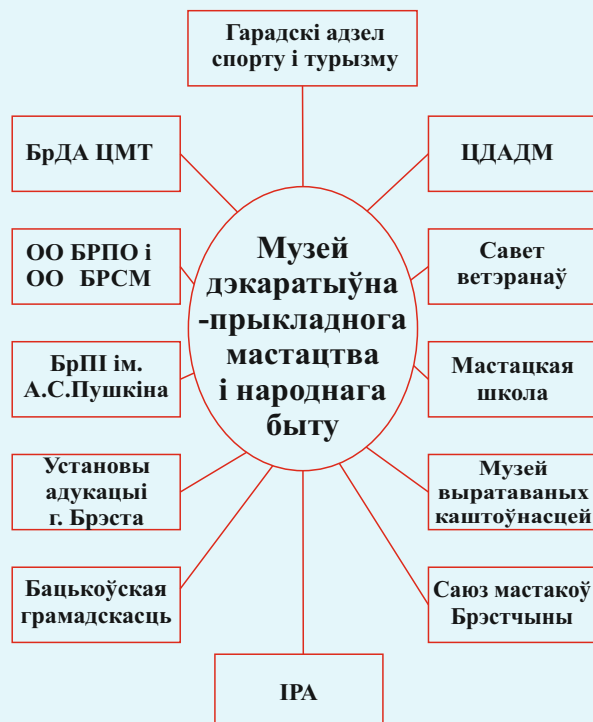 Гарадскі адзел
спорту і турызму
БрДА ЦМТ
ЦДАДМ
ОО БРПО і
ОО БРСМ
Музей
дэкаратыўна
-прыкладнога
мастацтва
і народнага
быту
Савет
ветэранаў
БрПІ ім.
А.С.Пушкіна
Мастацкая
школа
Установы
адукацыі
г. Брэста
Музей
выратаваных
каштоўнасцей
Бацькоўская
грамадскасць
Саюз мастакоў
Брэстчыны
ІРА